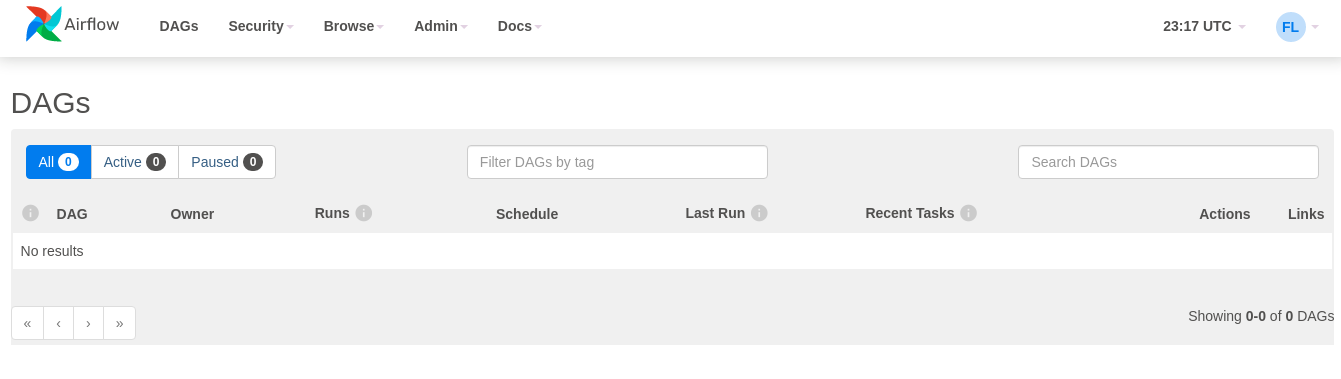 Airflow DAGs Security Browse Admin Docs 23:17 UTC FL
DAGs
All 0 Active 0 Paused 0 Filter DAGs by tag Search DAGs
DAG Owner Runs Schedule Last Run Recent Tasks Actions Links
No results
« ‹ › » Showing 0-0 of 0 DAGs